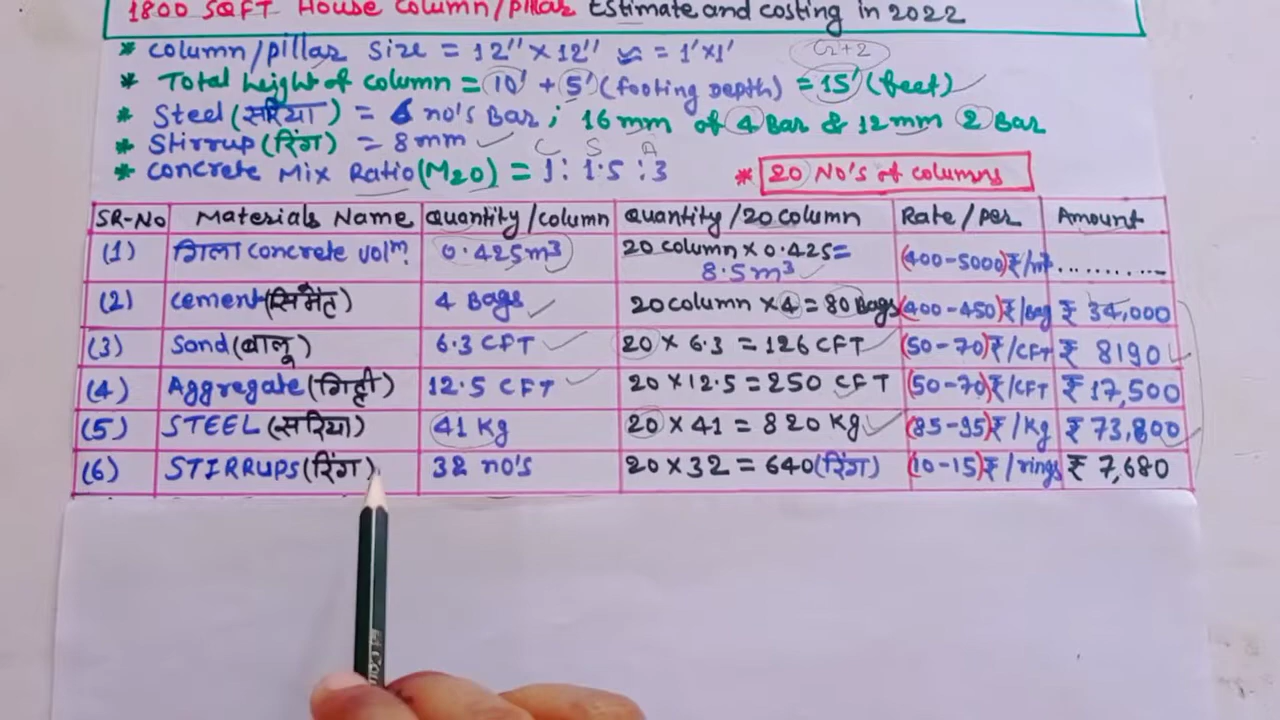 1800 SQFT House Column/pillar Estimate and costing in 2022
* column/pillar size = 12"×12" ≈ = 1'×1' G+2
* Total height of column = 10' + 5' (footing Depth) = 15' (feet)
* Steel (सरिया) = 6 no's Bar; 16 mm of 4 Bar & 12mm 2 Bar
* Stirrup (रिंग) = 8mm
C S A
* Concrete Mix Ratio (M20) = 1 : 1.5 : 3 * 20 No's of columns
SR-No Materials Name Quantity/column Quantity/20 column Rate/per Amount
(1) गिला concrete volm. 0.425m³ 20 column × 0.425= 8.5m³ (400-5000)₹/m³ ..........
(2) cement(सिमेंट) 4 Bags 20 column × 4 = 80 Bags (400-450)₹/bag ₹ 34,000
(3) Sand(बालू) 6.3 CFT 20 × 6.3 = 126 CFT (50-70)₹/CFT ₹ 8190
(4) Aggregate(गिट्टी) 12.5 CFT 20×12.5=250 CFT (50-70)₹/CFT ₹ 17,500
(5) STEEL(सरिया) 41 Kg 20 × 41 = 820 Kg (85-95)₹/Kg ₹ 73,800
(6) STIRRUPS(रिंग) 32 no's 20×32 = 640(रिंग) (10-15)₹/rings ₹ 7,680